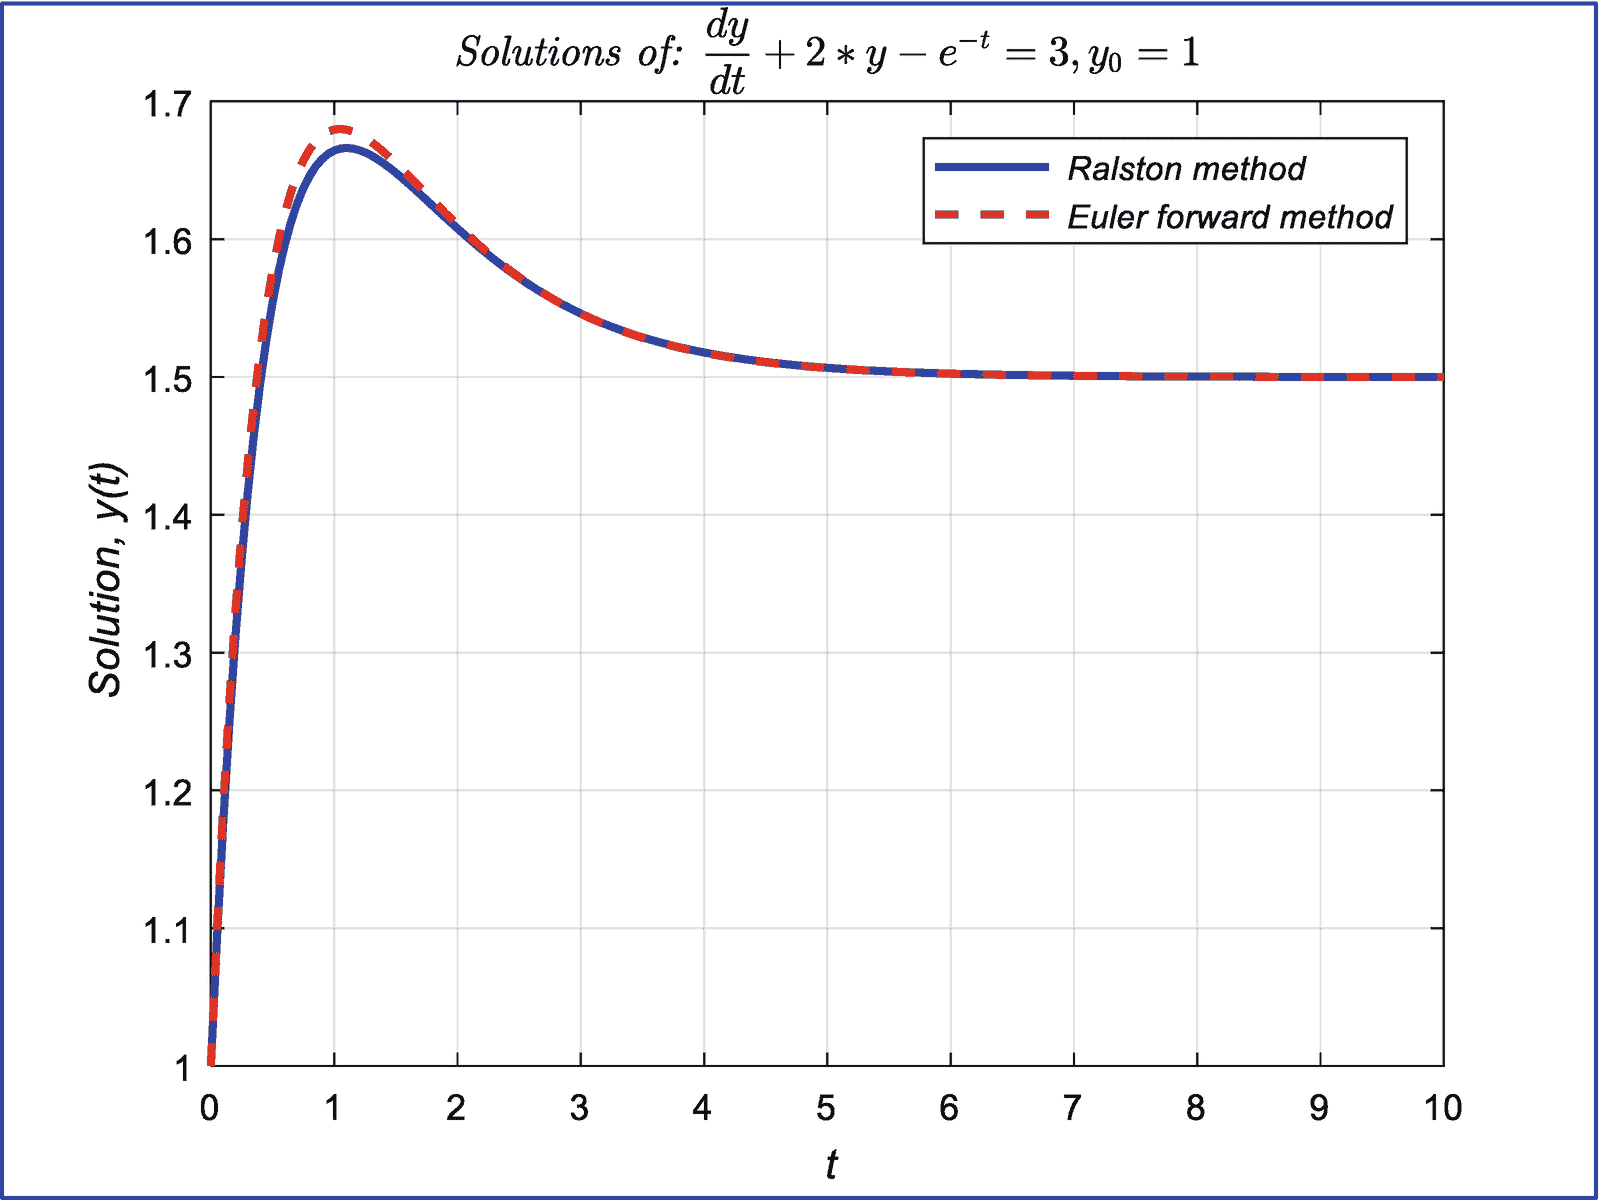 Solutions of: dy/dt + 2 * y − e^{−t} = 3, y₀ = 1
Ralston method
Euler forward method
Solution, y(t)
1.7
1.6
1.5
1.4
1.3
1.2
1.1
1
0 1 2 3 4 5 6 7 8 9 10
t